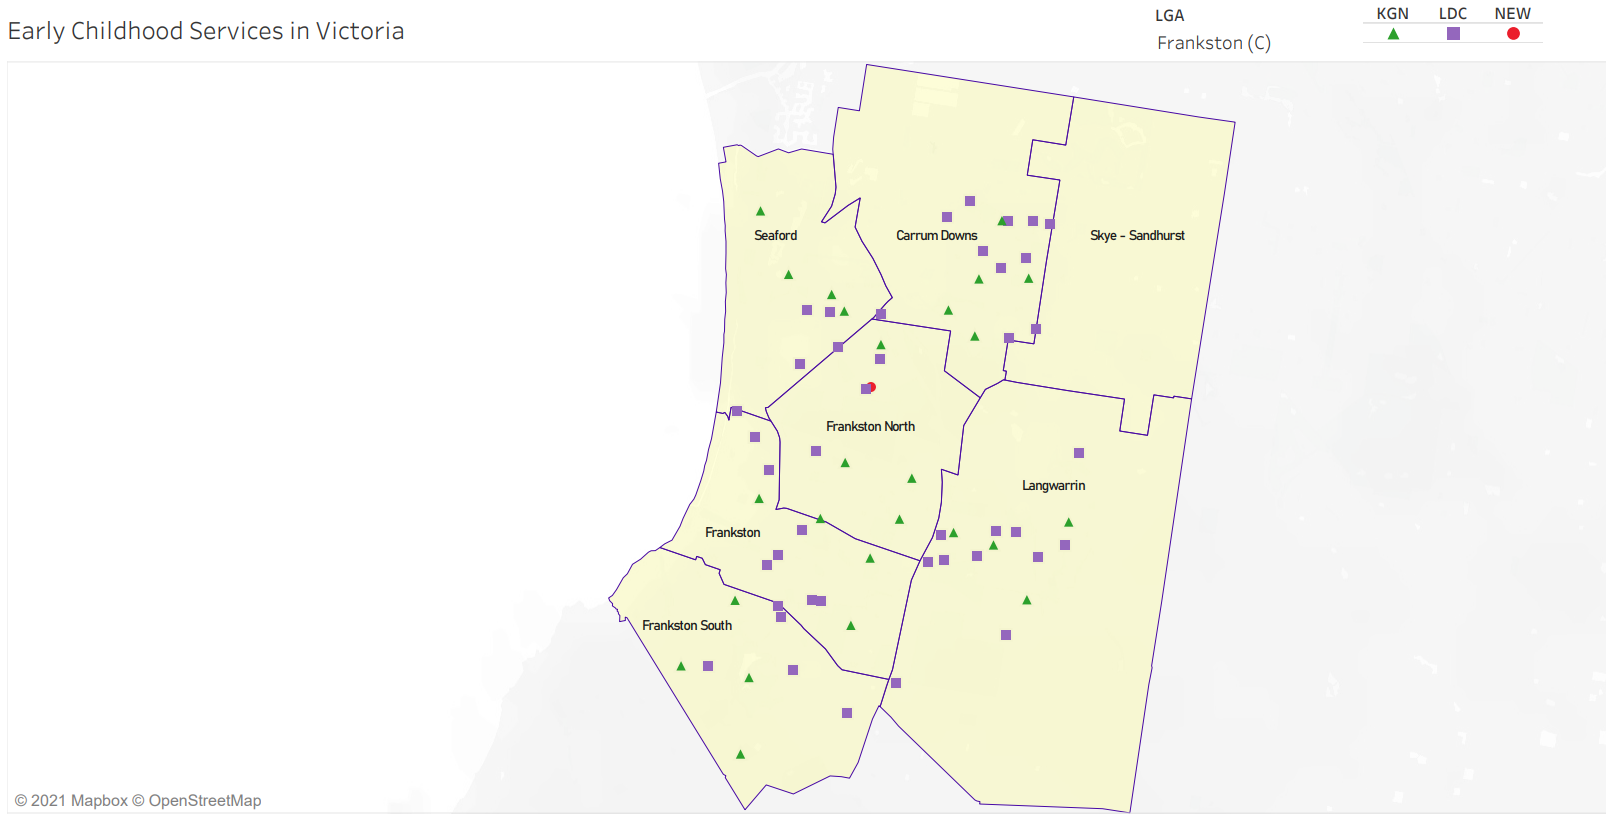 Early Childhood Services in Victoria
LGA
Frankston (C)
KGN LDC NEW
Seaford
Carrum Downs
Skye - Sandhurst
Frankston North
Langwarrin
Frankston
Frankston South
© 2021 Mapbox © OpenStreetMap